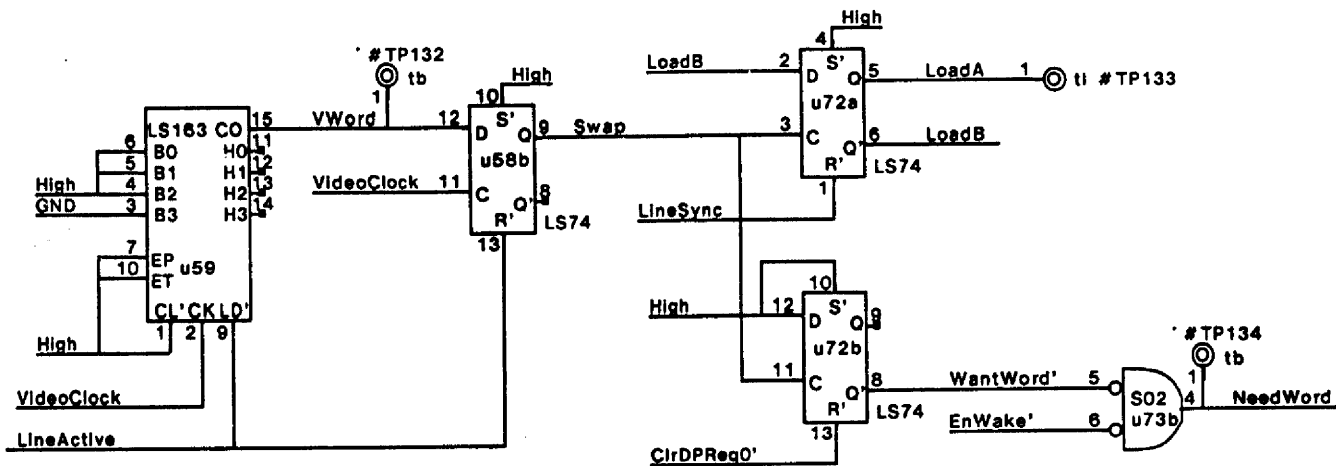 #TP132
tb
1
LS163 CO
15
VWord
12
10
S'
High
D
Q
9
Swap
u58b
VideoClock
11
C
Q'
8
R'
LS74
13
6
B0
H0
11
5
B1
H1
12
High
4
B2
H2
13
GND
3
B3
H3
14
7
EP
10
ET
u59
CL' CK LD'
1
2
9
High
VideoClock
LineActive
High
4
S'
LoadB
2
D
Q
5
LoadA
1
ti #TP133
u72a
3
C
Q'
6
LoadB
R'
LS74
1
LineSync
10
S'
High
12
D
Q
9
u72b
11
C
Q'
8
WantWord'
5
R'
LS74
13
ClrDPReq0'
EnWake'
6
S02
u73b
4
#TP134
tb
1
NeedWord